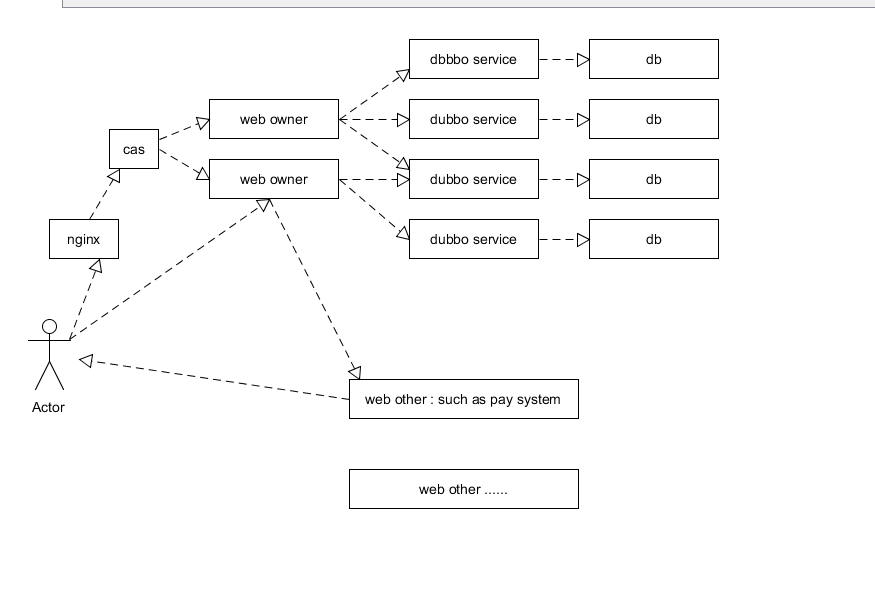 dbbbo service
db
web owner
dubbo service
db
cas
web owner
dubbo service
db
nginx
dubbo service
db
web other : such as pay system
Actor
web other ......